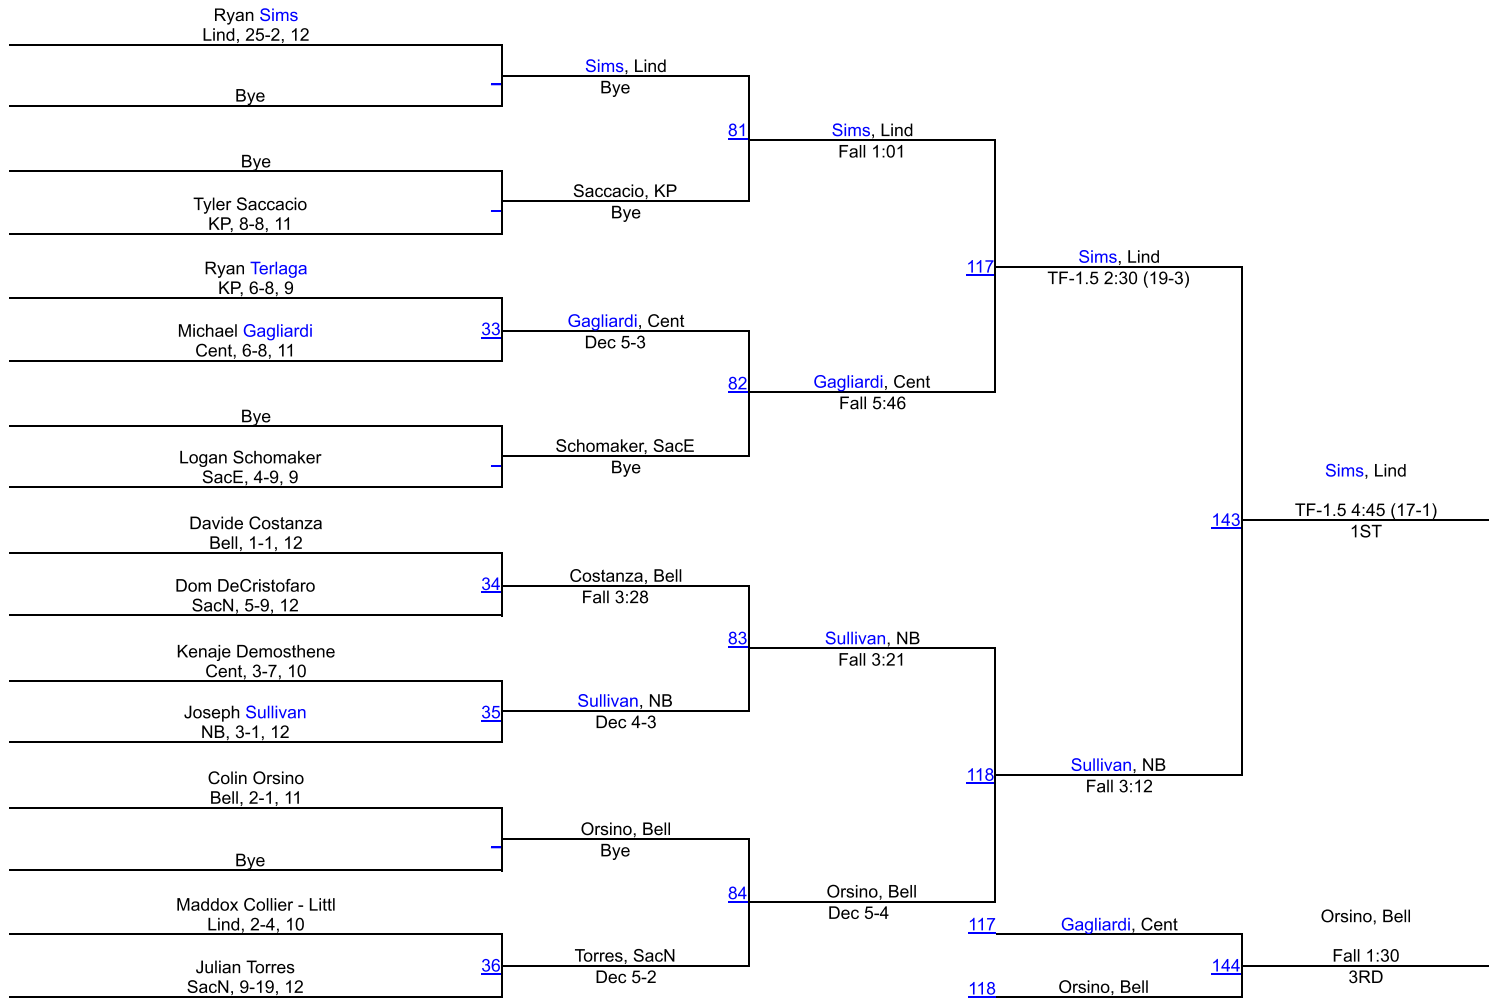 Ryan Sims
Lind, 25-2, 12
Bye
Bye
Tyler Saccacio
KP, 8-8, 11
Ryan Terlaga
KP, 6-8, 9
Michael Gagliardi
Cent, 6-8, 11
33
Bye
Logan Schomaker
SacE, 4-9, 9
Davide Costanza
Bell, 1-1, 12
Dom DeCristofaro
SacN, 5-9, 12
34
Kenaje Demosthene
Cent, 3-7, 10
Joseph Sullivan
NB, 3-1, 12
35
Colin Orsino
Bell, 2-1, 11
Bye
Maddox Collier - Littl
Lind, 2-4, 10
Julian Torres
SacN, 9-19, 12
36
Sims, Lind
Bye
81
Saccacio, KP
Bye
Gagliardi, Cent
Dec 5-3
82
Schomaker, SacE
Bye
Costanza, Bell
Fall 3:28
83
Sullivan, NB
Dec 4-3
Orsino, Bell
Bye
84
Torres, SacN
Dec 5-2
Sims, Lind
Fall 1:01
117
Gagliardi, Cent
Fall 5:46
Sullivan, NB
Fall 3:21
118
Orsino, Bell
Dec 5-4
Sims, Lind
TF-1.5 2:30 (19-3)
143
Sullivan, NB
Fall 3:12
Sims, Lind
TF-1.5 4:45 (17-1)
1ST
117
Gagliardi, Cent
144
118
Orsino, Bell
Orsino, Bell
Fall 1:30
3RD